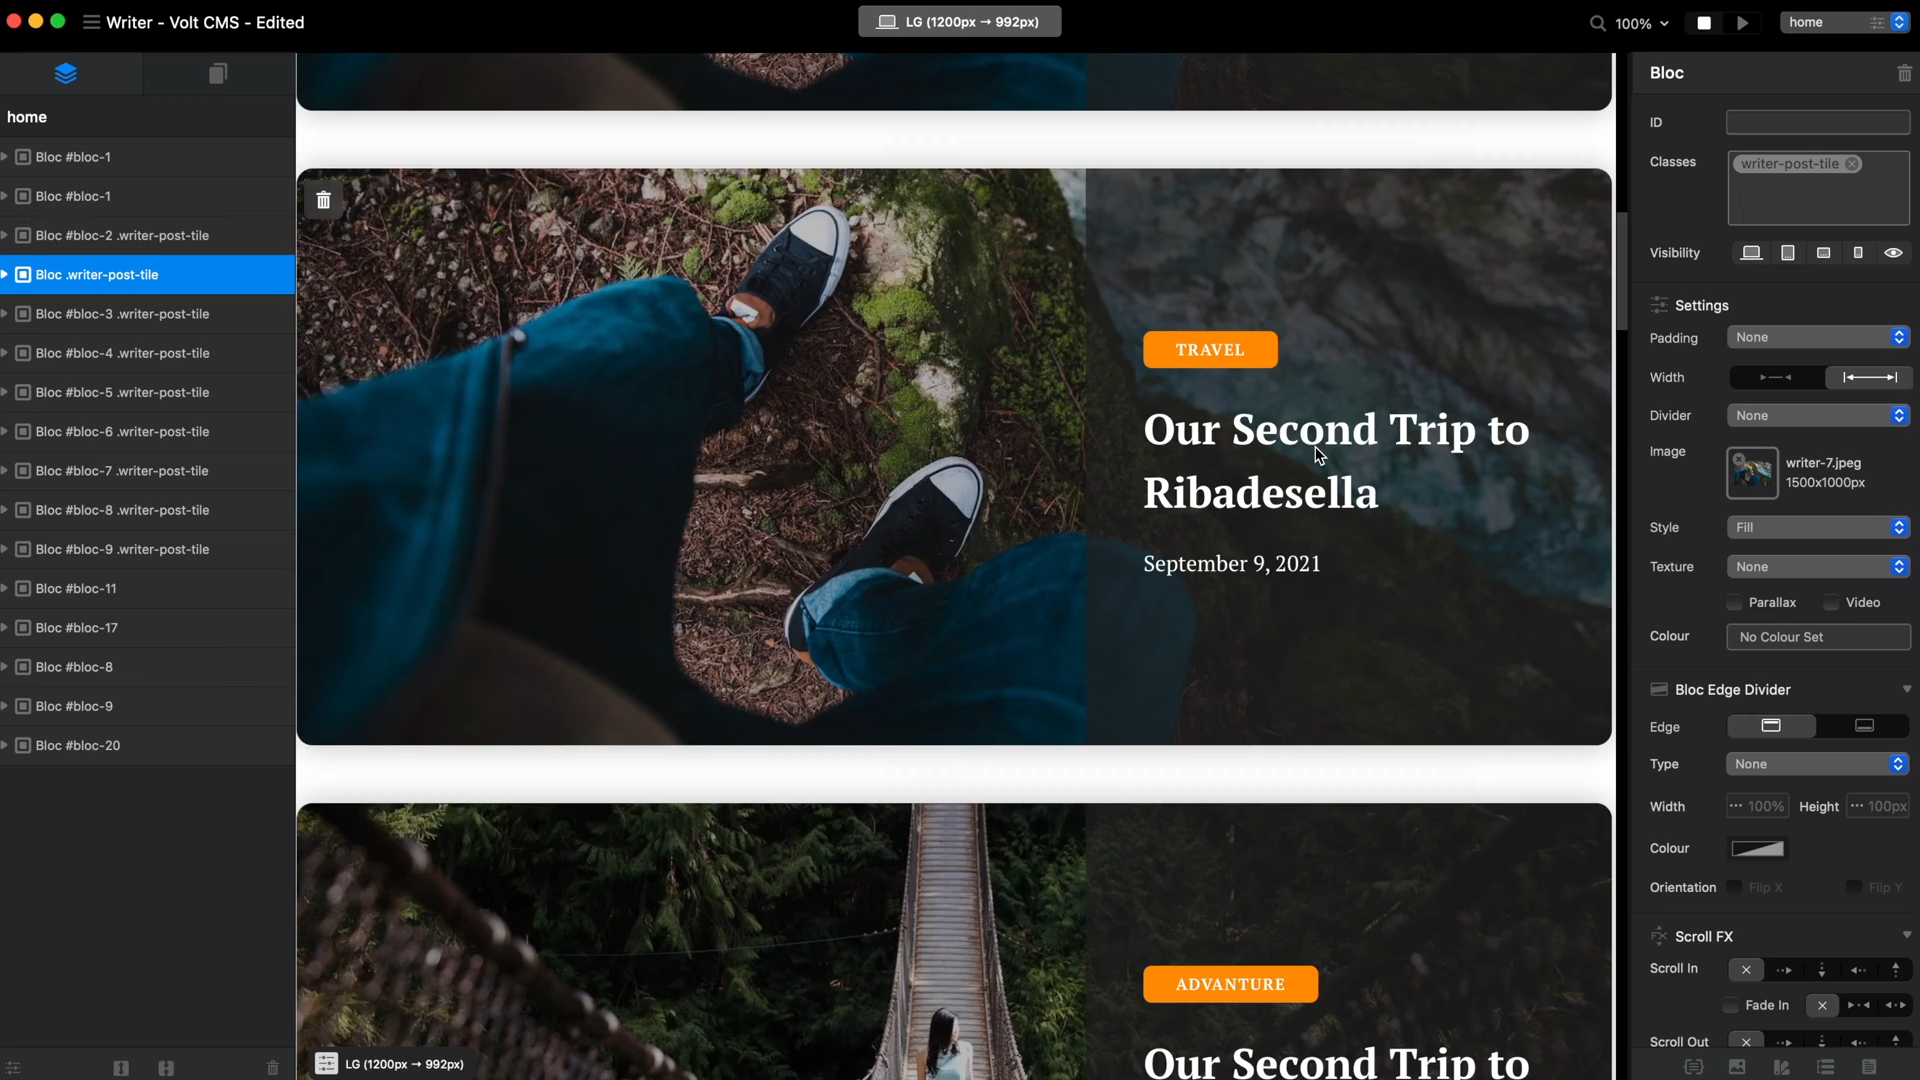 Writer - Volt CMS - Edited
LG (1200px → 992px)
100%
home
home
Bloc #bloc-1
Bloc #bloc-1
Bloc #bloc-2 .writer-post-tile
Bloc .writer-post-tile
Bloc #bloc-3 .writer-post-tile
Bloc #bloc-4 .writer-post-tile
Bloc #bloc-5 .writer-post-tile
Bloc #bloc-6 .writer-post-tile
Bloc #bloc-7 .writer-post-tile
Bloc #bloc-8 .writer-post-tile
Bloc #bloc-9 .writer-post-tile
Bloc #bloc-11
Bloc #bloc-17
Bloc #bloc-8
Bloc #bloc-9
Bloc #bloc-20
TRAVEL
Our Second Trip to
Ribadesella
September 9, 2021
ADVANTURE
Our Second Trip to
LG (1200px → 992px)
Bloc
ID
Classes writer-post-tile
Visibility
Settings
Padding None
Width
Divider None
Image writer-7.jpeg
1500x1000px
Style Fill
Texture None
Parallax Video
Colour No Colour Set
Bloc Edge Divider
Edge
Type None
Width 100% Height 100px
Colour
Orientation Flip X Flip Y
Scroll FX
Scroll In
Fade In
Scroll Out